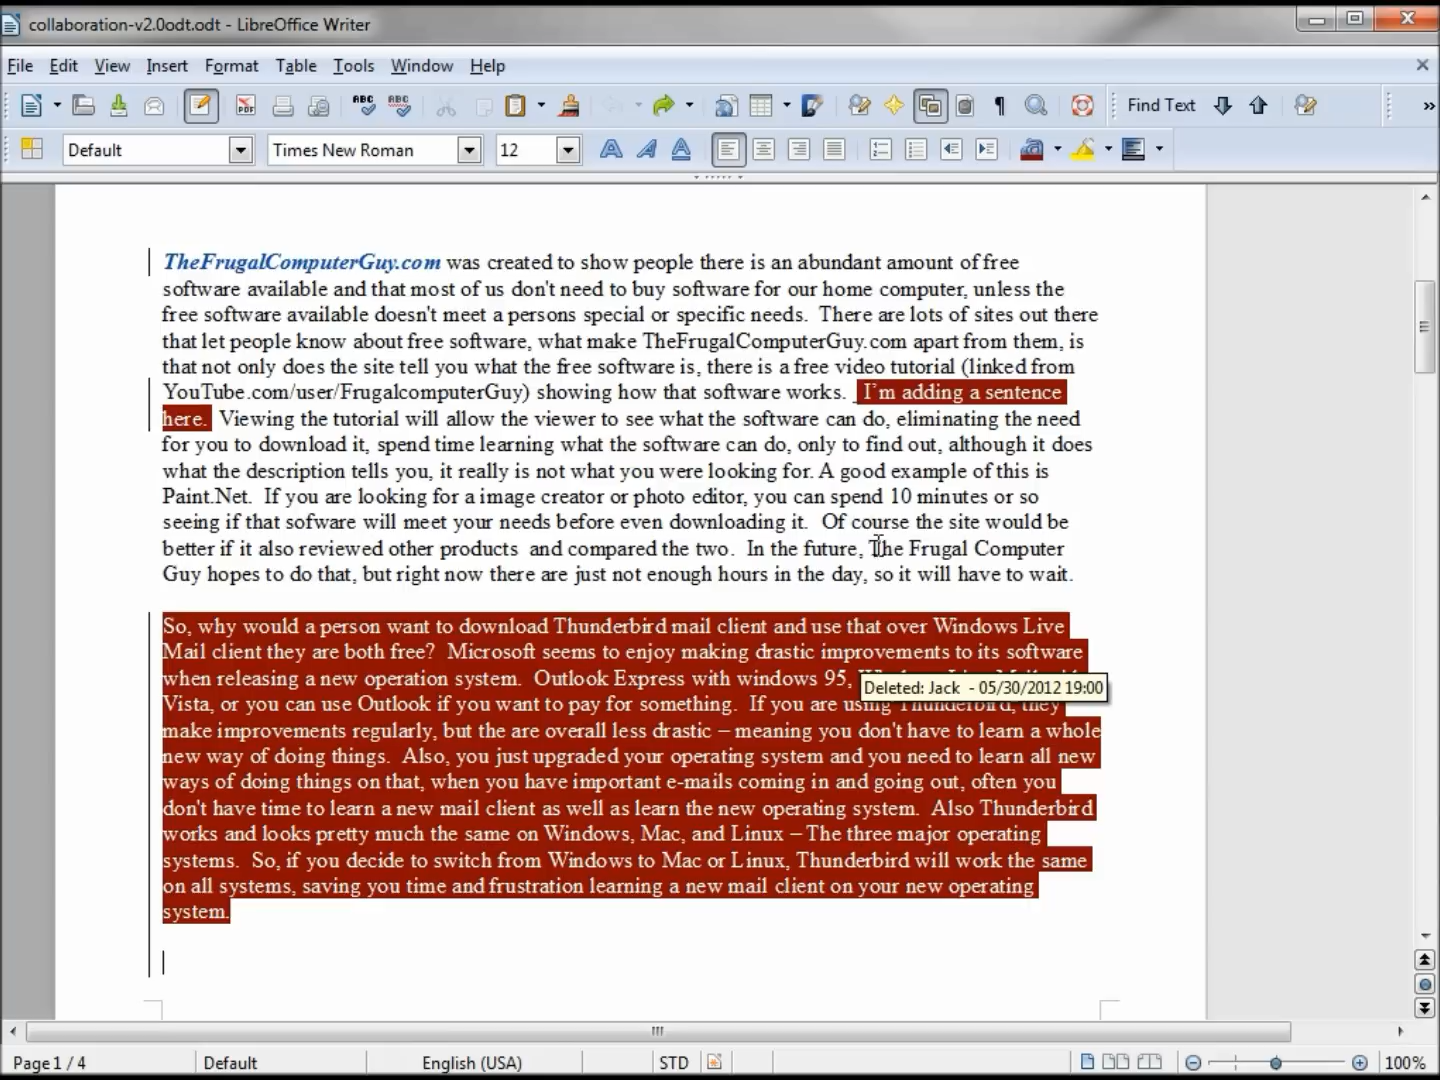 collaboration-v2.0odt.odt - LibreOffice Writer
File Edit View Insert Format Table Tools Window Help
Find Text
Default Times New Roman 12
TheFrugalComputerGuy.com was created to show people there is an abundant amount of free
software available and that most of us don't need to buy software for our home computer, unless the
free software available doesn't meet a persons special or specific needs. There are lots of sites out there
that let people know about free software, what make TheFrugalComputerGuy.com apart from them, is
that not only does the site tell you what the free software is, there is a free video tutorial (linked from
YouTube.com/user/FrugalcomputerGuy) showing how that software works. I'm adding a sentence
here. Viewing the tutorial will allow the viewer to see what the software can do, eliminating the need
for you to download it, spend time learning what the software can do, only to find out, although it does
what the description tells you, it really is not what you were looking for. A good example of this is
Paint.Net. If you are looking for a image creator or photo editor, you can spend 10 minutes or so
seeing if that sofware will meet your needs before even downloading it. Of course the site would be
better if it also reviewed other products and compared the two. In the future, The Frugal Computer
Guy hopes to do that, but right now there are just not enough hours in the day, so it will have to wait.
So, why would a person want to download Thunderbird mail client and use that over Windows Live
Mail client they are both free? Microsoft seems to enjoy making drastic improvements to its software
when releasing a new operation system. Outlook Express with windows 95,
Deleted: Jack - 05/30/2012 19:00
Vista, or you can use Outlook if you want to pay for something. If you are using Thunderbird, they
make improvements regularly, but the are overall less drastic – meaning you don't have to learn a whole
new way of doing things. Also, you just upgraded your operating system and you need to learn all new
ways of doing things on that, when you have important e-mails coming in and going out, often you
don't have time to learn a new mail client as well as learn the new operating system. Also Thunderbird
works and looks pretty much the same on Windows, Mac, and Linux – The three major operating
systems. So, if you decide to switch from Windows to Mac or Linux, Thunderbird will work the same
on all systems, saving you time and frustration learning a new mail client on your new operating
system.
Page 1 / 4 Default English (USA) STD 100%